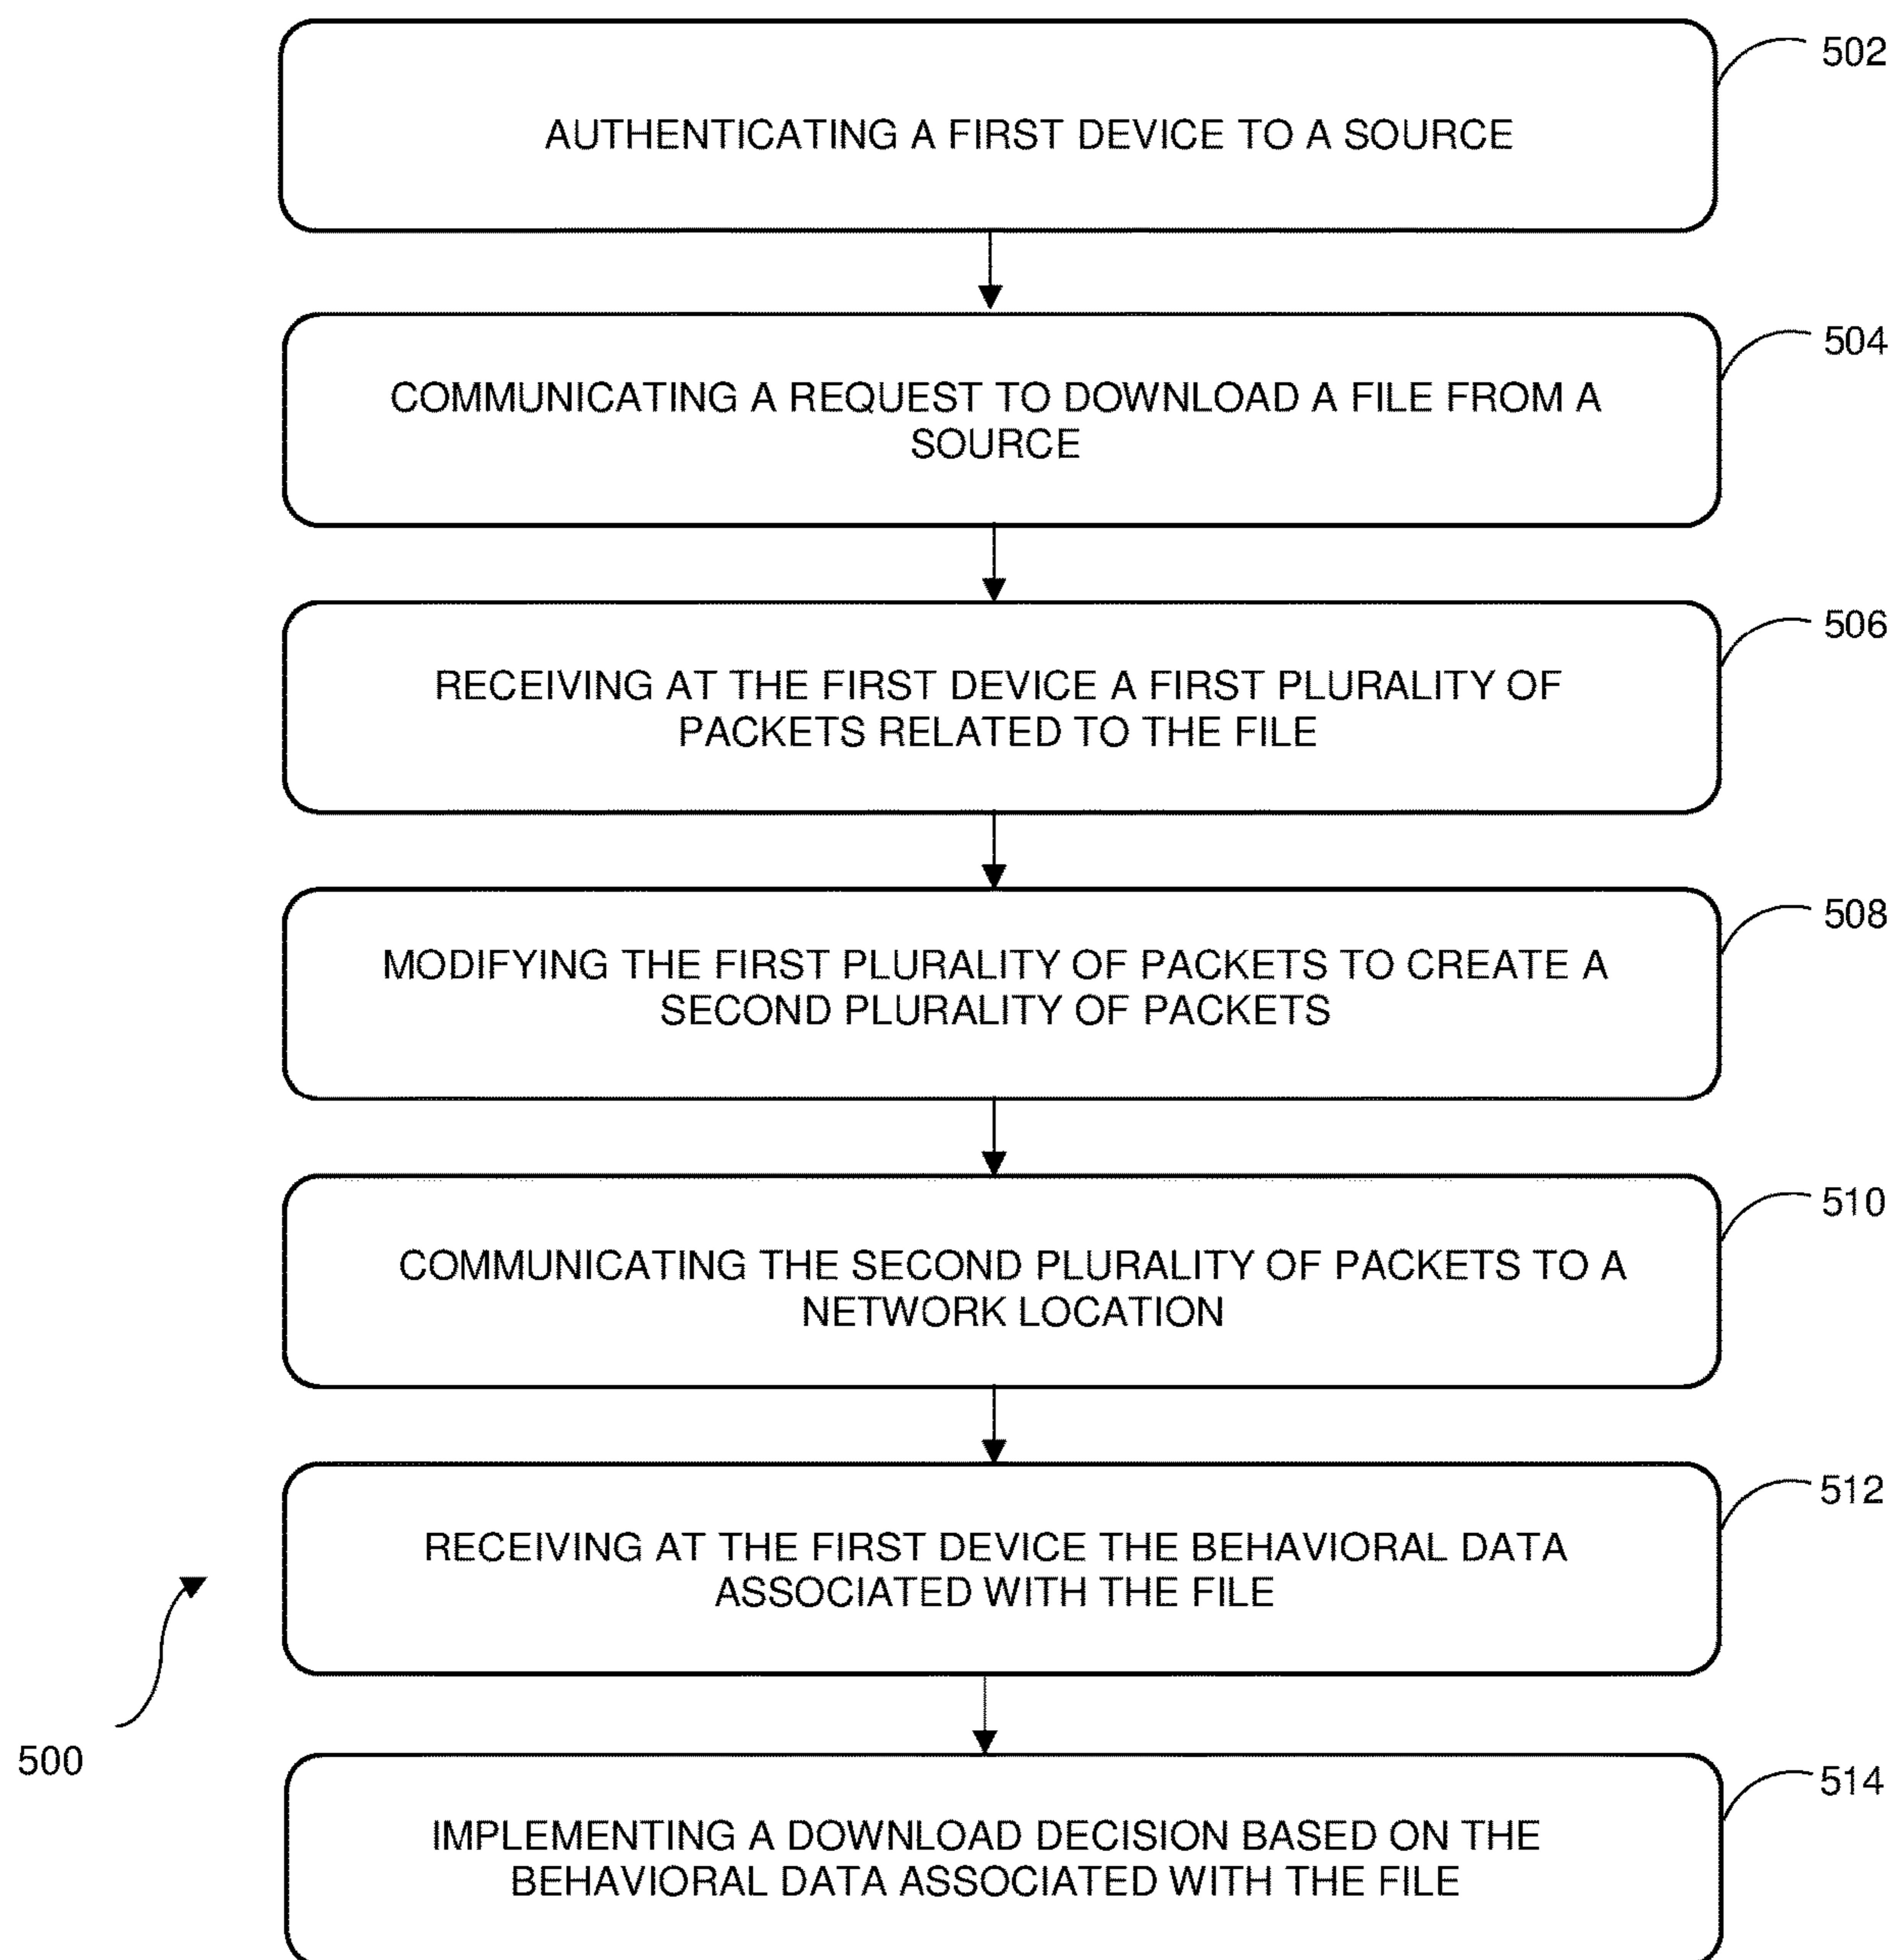 502
AUTHENTICATING A FIRST DEVICE TO A SOURCE
504
COMMUNICATING A REQUEST TO DOWNLOAD A FILE FROM A
SOURCE
506
RECEIVING AT THE FIRST DEVICE A FIRST PLURALITY OF
PACKETS RELATED TO THE FILE
508
MODIFYING THE FIRST PLURALITY OF PACKETS TO CREATE A
SECOND PLURALITY OF PACKETS
510
COMMUNICATING THE SECOND PLURALITY OF PACKETS TO A
NETWORK LOCATION
512
RECEIVING AT THE FIRST DEVICE THE BEHAVIORAL DATA
ASSOCIATED WITH THE FILE
500
514
IMPLEMENTING A DOWNLOAD DECISION BASED ON THE
BEHAVIORAL DATA ASSOCIATED WITH THE FILE